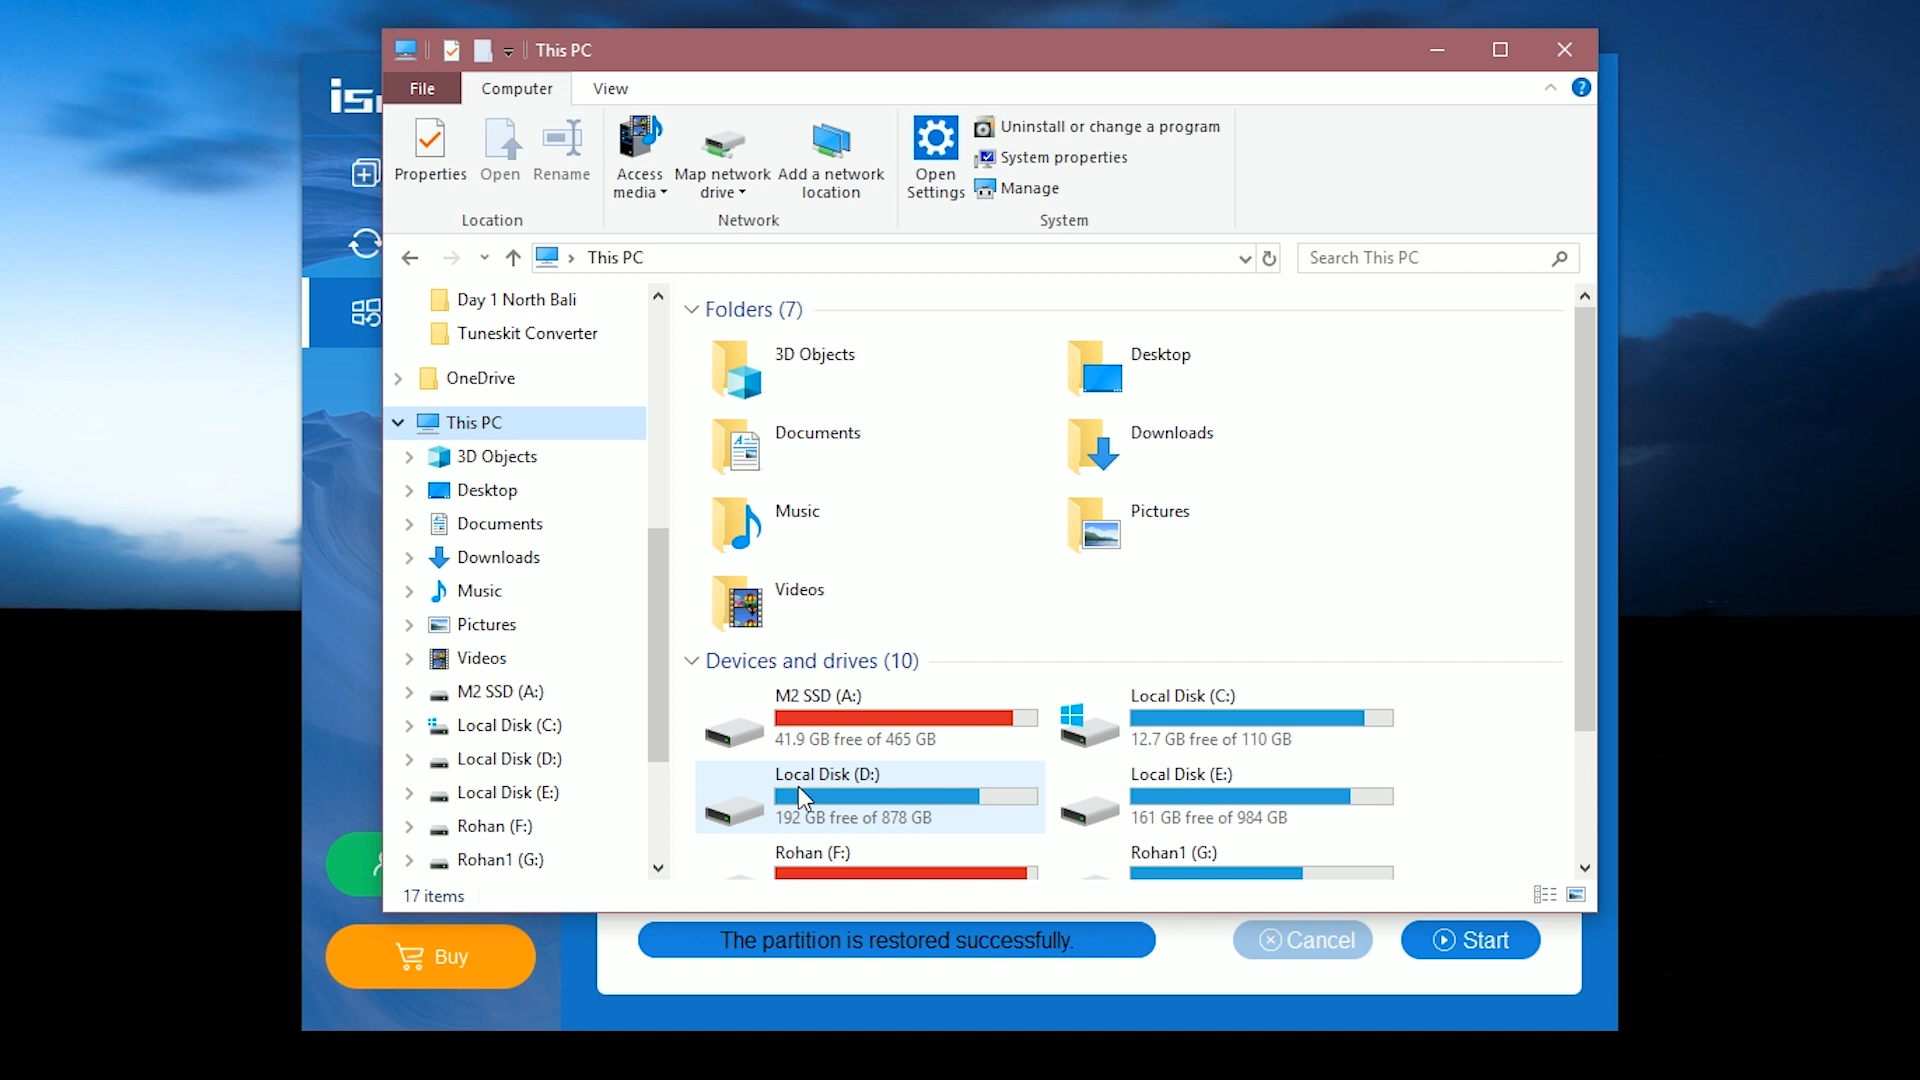 This PC
File
Computer
View
Properties
Open
Rename
Access
media
Map network
drive
Add a network
location
Open
Settings
Uninstall or change a program
System properties
Manage
Location
Network
System
This PC
Search This PC
Day 1 North Bali
Tuneskit Converter
OneDrive
This PC
3D Objects
Desktop
Documents
Downloads
Music
Pictures
Videos
M2 SSD (A:)
Local Disk (C:)
Local Disk (D:)
Local Disk (E:)
Rohan (F:)
Rohan1 (G:)
Folders (7)
3D Objects
Desktop
Documents
Downloads
Music
Pictures
Videos
Devices and drives (10)
M2 SSD (A:)
41.9 GB free of 465 GB
Local Disk (C:)
12.7 GB free of 110 GB
Local Disk (D:)
192 GB free of 878 GB
Local Disk (E:)
161 GB free of 984 GB
Rohan (F:)
Rohan1 (G:)
17 items
The partition is restored successfully.
Cancel
Start
Buy